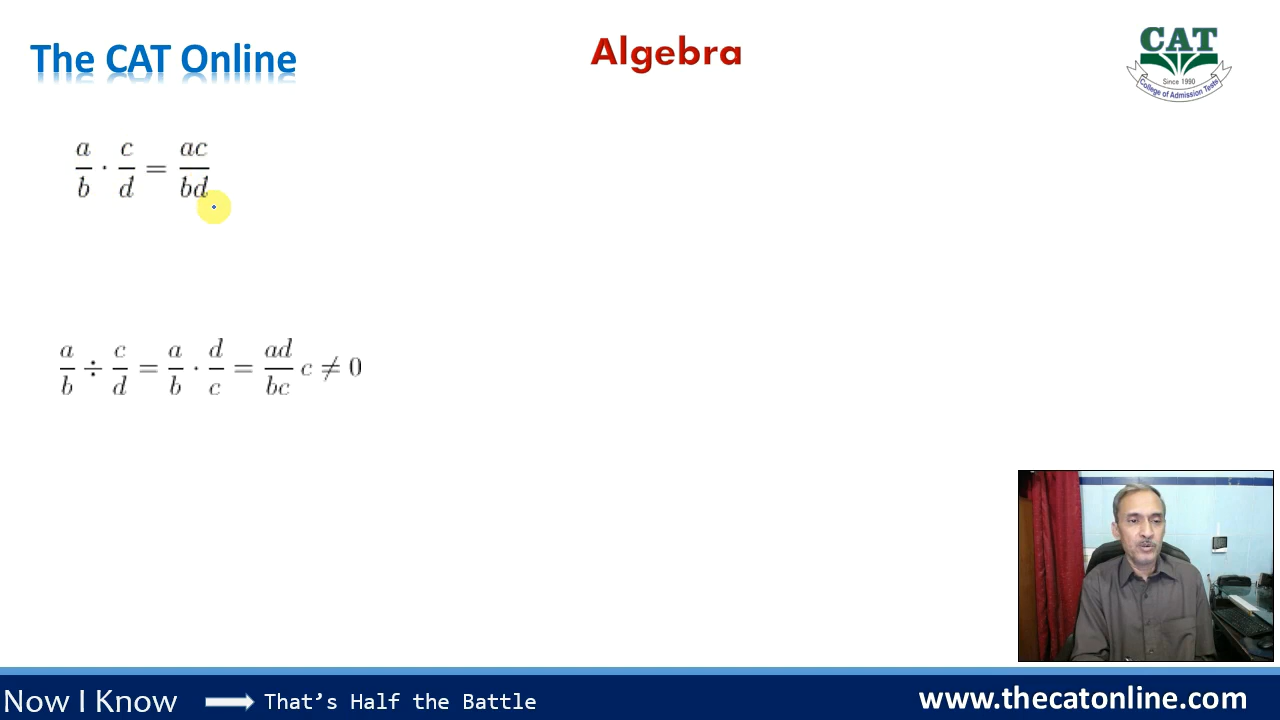 The CAT Online
Algebra
CAT
Since 1990
College of Admission Tests
a/b · c/d = ac/bd
a/b ÷ c/d = a/b · d/c = ad/bc c ≠ 0
Now I Know
That's Half the Battle
www.thecatonline.com